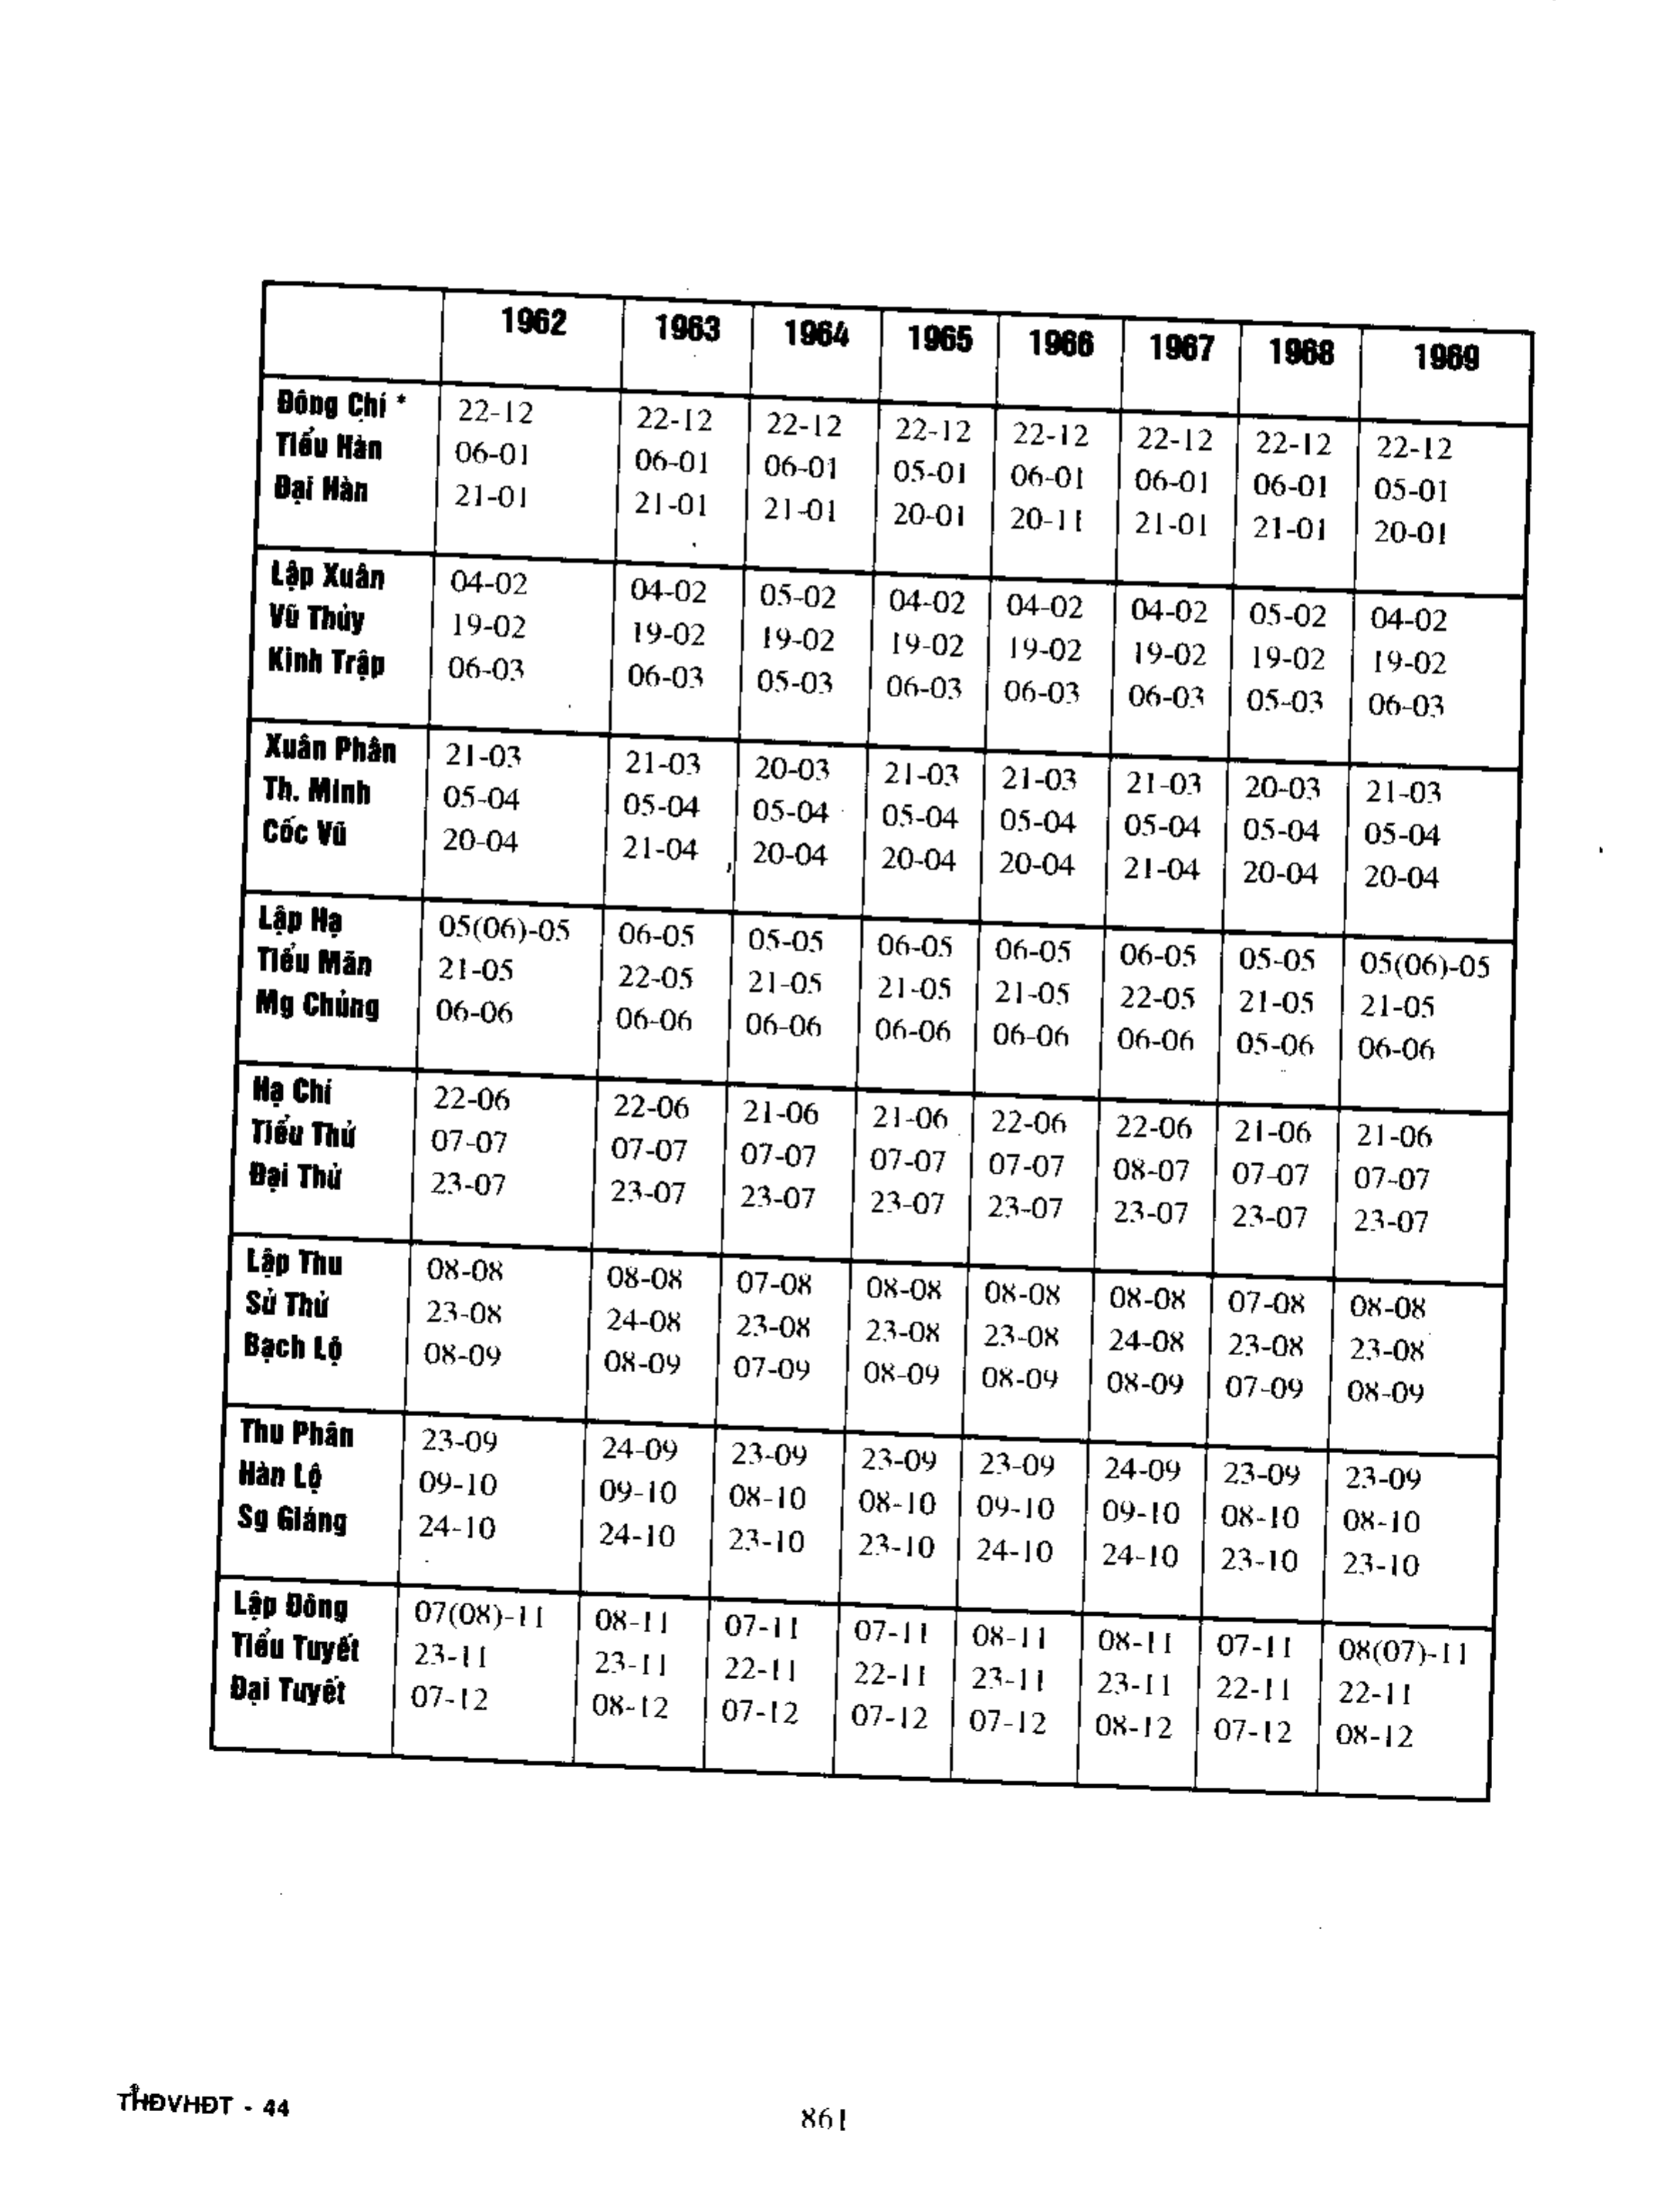 1962 1963 1964 1965 1966 1967 1968 1969
Đông Chí * 22-12 22-12 22-12 22-12 22-12 22-12 22-12 22-12
Tiểu Hàn 06-01 06-01 06-01 05-01 06-01 06-01 06-01 05-01
Đại Hàn 21-01 21-01 21-01 20-01 20-11 21-01 21-01 20-01
Lập Xuân 04-02 04-02 05-02 04-02 04-02 04-02 05-02 04-02
Vũ Thủy 19-02 19-02 19-02 19-02 19-02 19-02 19-02 19-02
Kinh Trập 06-03 06-03 05-03 06-03 06-03 06-03 05-03 06-03
Xuân Phân 21-03 21-03 20-03 21-03 21-03 21-03 20-03 21-03
Th. Minh 05-04 05-04 05-04 05-04 05-04 05-04 05-04 05-04
Cốc Vũ 20-04 21-04 20-04 20-04 20-04 21-04 20-04 20-04
Lập Hạ 05(06)-05 06-05 05-05 06-05 06-05 06-05 05-05 05(06)-05
Tiểu Mãn 21-05 22-05 21-05 21-05 21-05 22-05 21-05 21-05
Mg Chủng 06-06 06-06 06-06 06-06 06-06 06-06 05-06 06-06
Hạ Chí 22-06 22-06 21-06 21-06 22-06 22-06 21-06 21-06
Tiểu Thử 07-07 07-07 07-07 07-07 07-07 08-07 07-07 07-07
Đại Thử 23-07 23-07 23-07 23-07 23-07 23-07 23-07 23-07
Lập Thu 08-08 08-08 07-08 08-08 08-08 08-08 07-08 08-08
Sử Thử 23-08 24-08 23-08 23-08 23-08 24-08 23-08 23-08
Bạch Lộ 08-09 08-09 07-09 08-09 08-09 08-09 07-09 08-09
Thu Phân 23-09 24-09 23-09 23-09 23-09 24-09 23-09 23-09
Hàn Lộ 09-10 09-10 08-10 08-10 09-10 09-10 08-10 08-10
Sg Giáng 24-10 24-10 23-10 23-10 24-10 24-10 23-10 23-10
Lập Đông 07(08)-11 08-11 07-11 07-11 08-11 08-11 07-11 08(07)-11
Tiểu Tuyết 23-11 23-11 22-11 22-11 23-11 23-11 22-11 22-11
Đại Tuyết 07-12 08-12 07-12 07-12 07-12 08-12 07-12 08-12
THĐVHĐT - 44
861